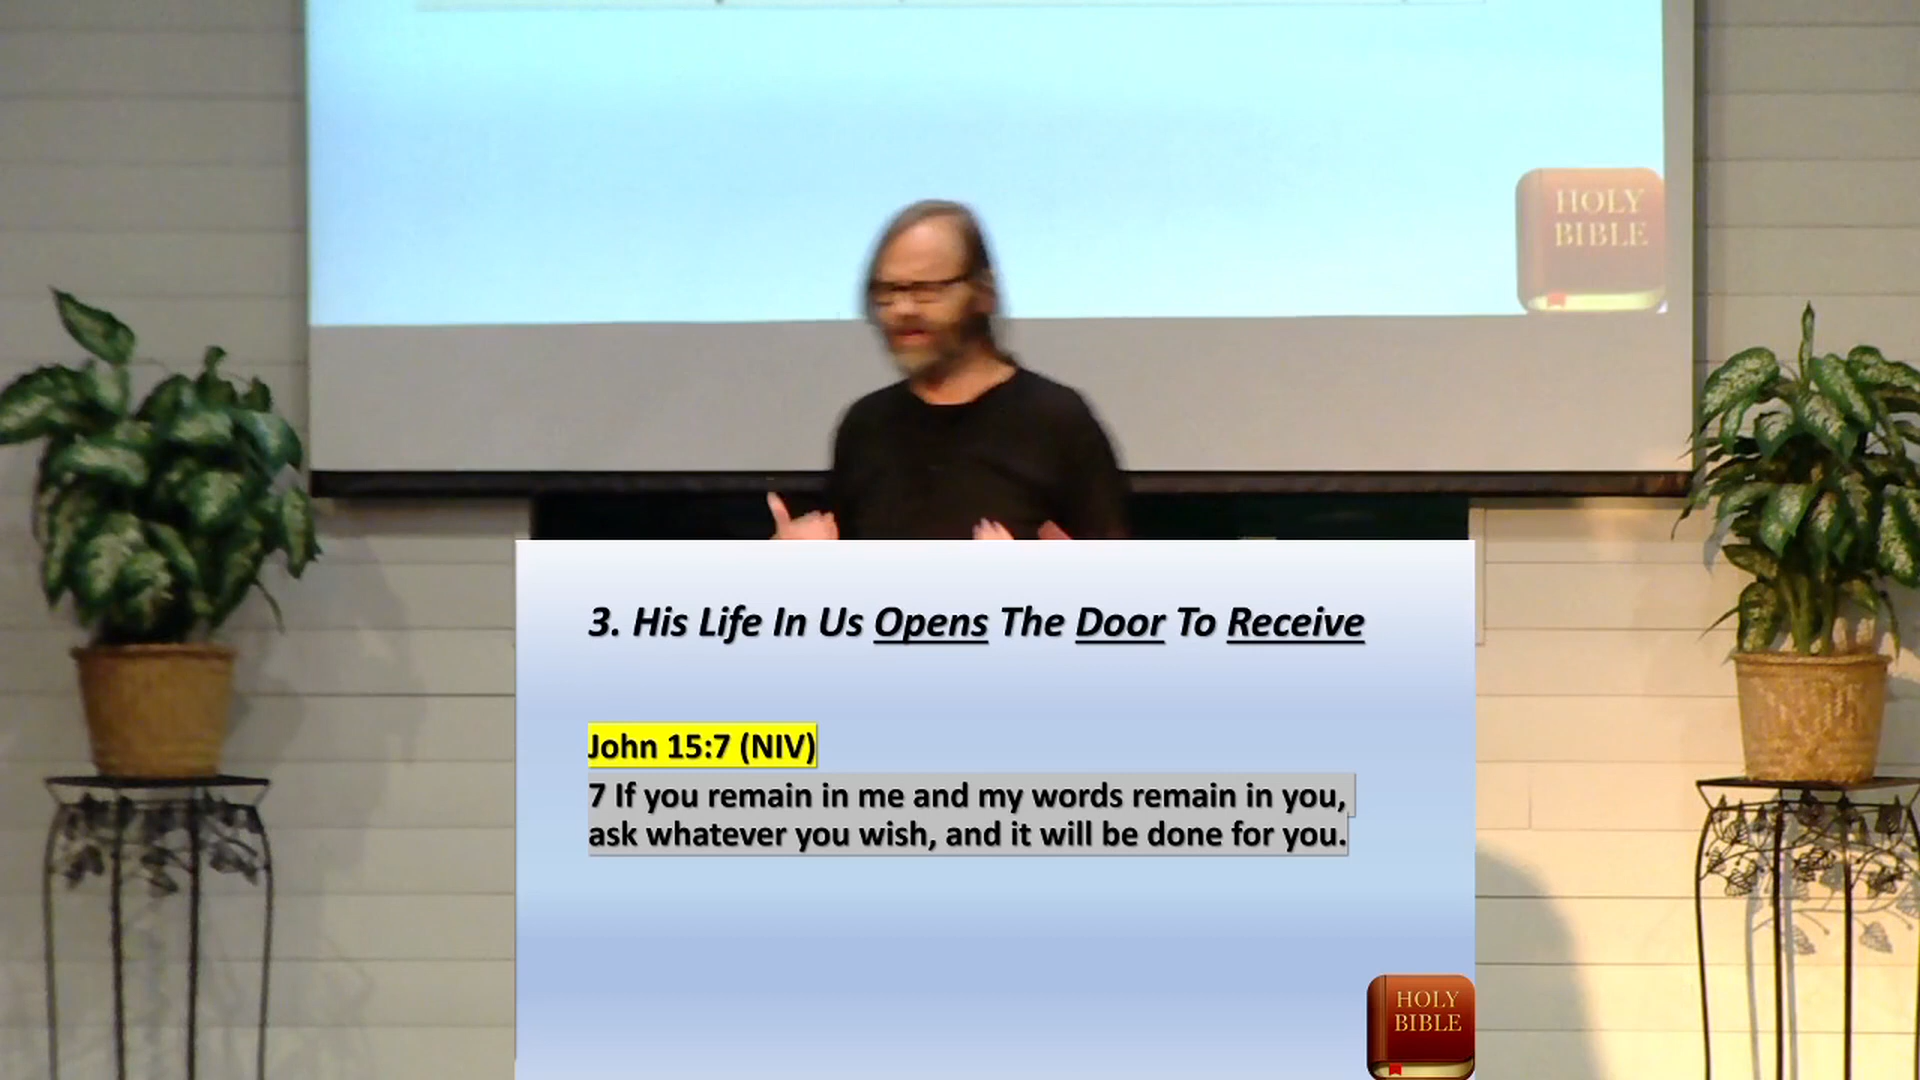 HOLY
BIBLE
3. His Life In Us Opens The Door To Receive
John 15:7 (NIV)
7 If you remain in me and my words remain in you,
ask whatever you wish, and it will be done for you.
HOLY
BIBLE